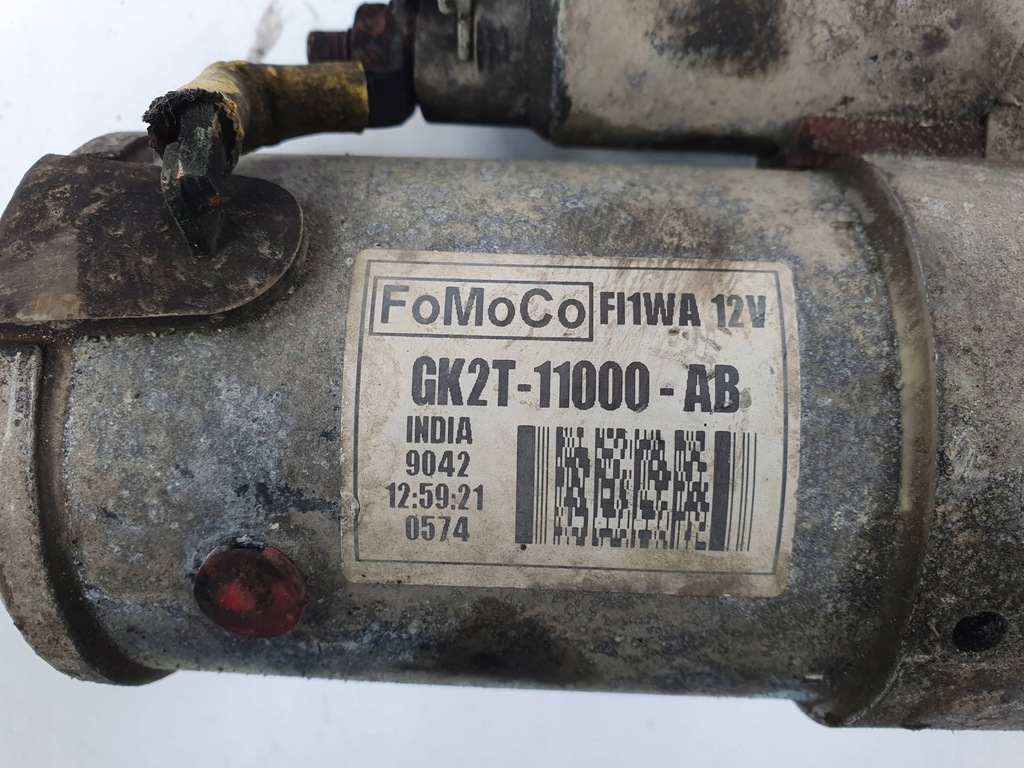 FoMoCo FI1WA 12V
GK2T-11000-AB
INDIA
9042
12:59:21
0574